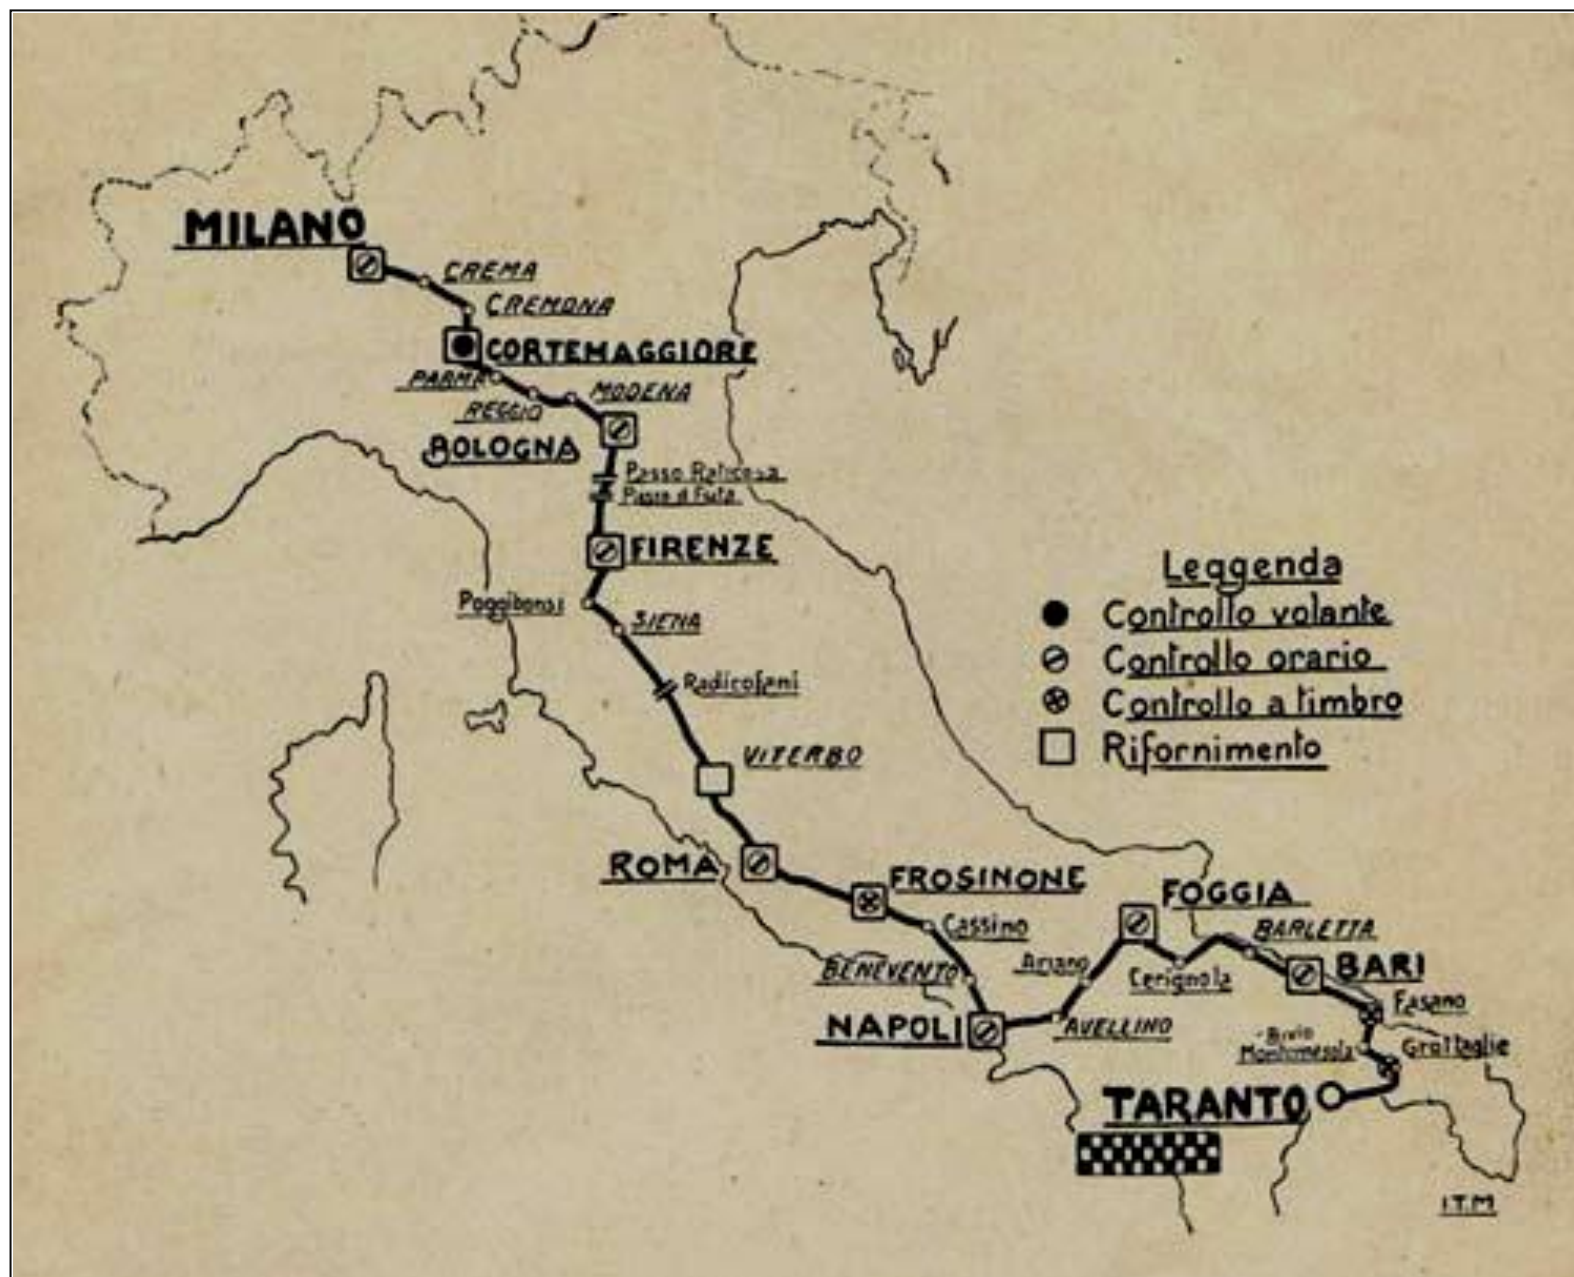 MILANO
CREMA
CREMONA
CORTEMAGGIORE
PARMA
REGGIO
MODENA
BOLOGNA
Passo Raticosa
Passo d Futa
FIRENZE
Poggibonsi
SIENA
Radicofani
VITERBO
ROMA
FROSINONE
Cassino
BENEVENTO
NAPOLI
AVELLINO
Ariano
FOGGIA
Cerignola
BARLETTA
BARI
Fasano
Bivio
Montemesola
Grottaglie
TARANTO
Leggenda
Controllo volante
Controllo orario
Controllo a timbro
Rifornimento
I.T.M